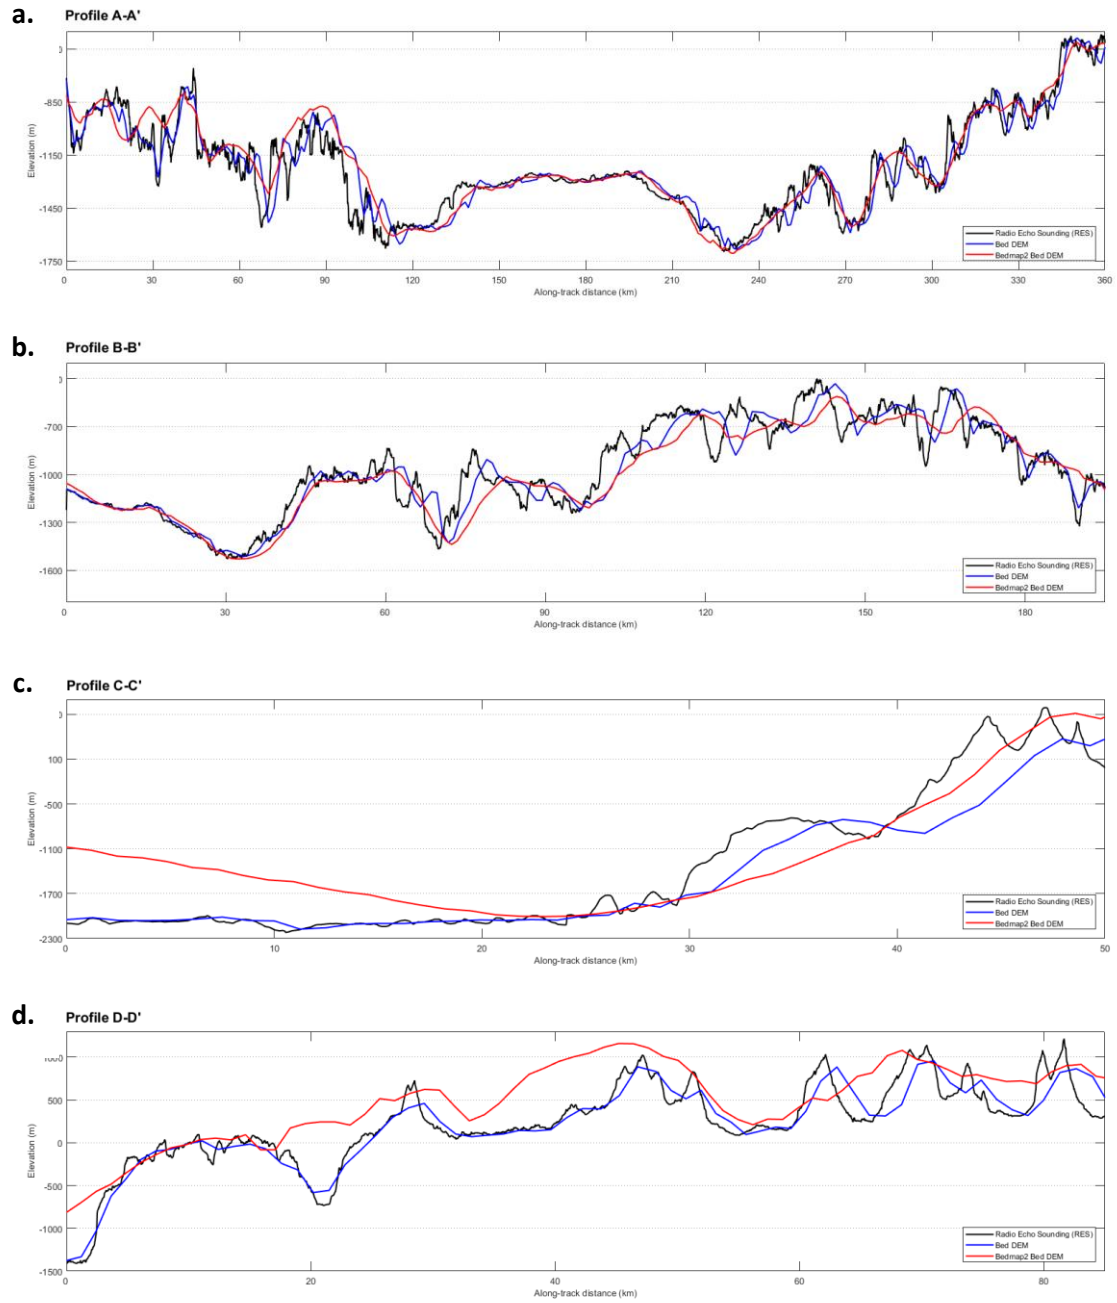 a.
Profile A-A'
-850
-1150
-1450
-1750
Elevation (m)
0 30 60 90 120 150 180 210 240 270 300 330 360
Along-track distance (km)
Radio Echo Sounding (RES)
Bed DEM
Bedmap2 Bed DEM
b.
Profile B-B'
0
-700
-1000
-1300
-1600
Elevation (m)
0 30 60 90 120 150 180
Along-track distance (km)
Radio Echo Sounding (RES)
Bed DEM
Bedmap2 Bed DEM
c.
Profile C-C'
100
-500
-1100
-1700
-2300
Elevation (m)
0 10 20 30 40 50
Along-track distance (km)
Radio Echo Sounding (RES)
Bed DEM
Bedmap2 Bed DEM
d.
Profile D-D'
1000
500
0
-500
-1000
-1500
Elevation (m)
0 20 40 60 80
Along-track distance (km)
Radio Echo Sounding (RES)
Bed DEM
Bedmap2 Bed DEM